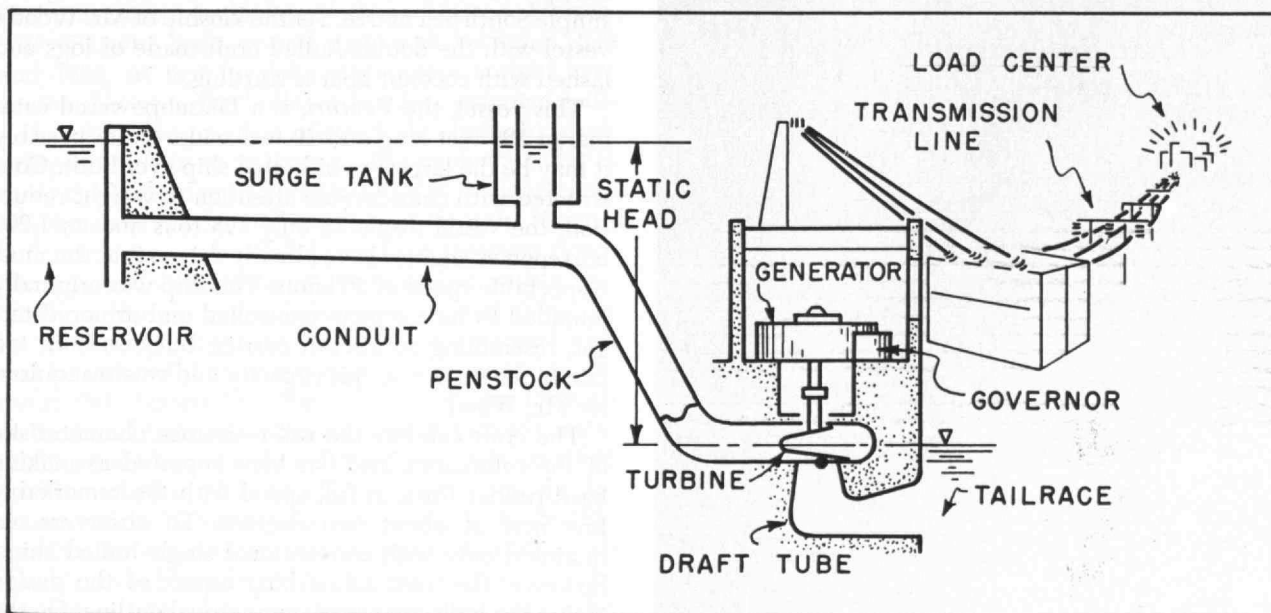 LOAD CENTER
TRANSMISSION
LINE
SURGE TANK
STATIC
HEAD
GENERATOR
RESERVOIR
CONDUIT
PENSTOCK
GOVERNOR
TURBINE
TAILRACE
DRAFT TUBE